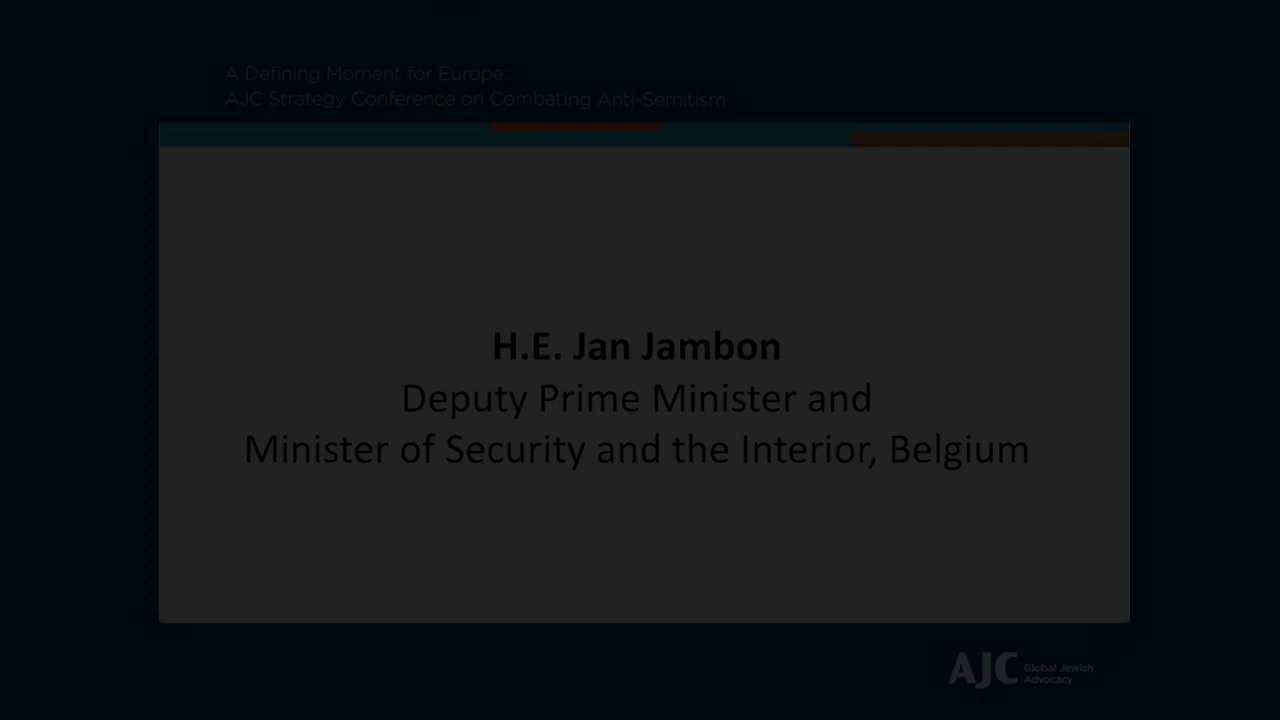 A Defining Moment for Europe:
AJC Strategy Conference on Combating Anti-Semitism
H.E. Jan Jambon
Deputy Prime Minister and
Minister of Security and the Interior, Belgium
AJC Global Jewish
Advocacy